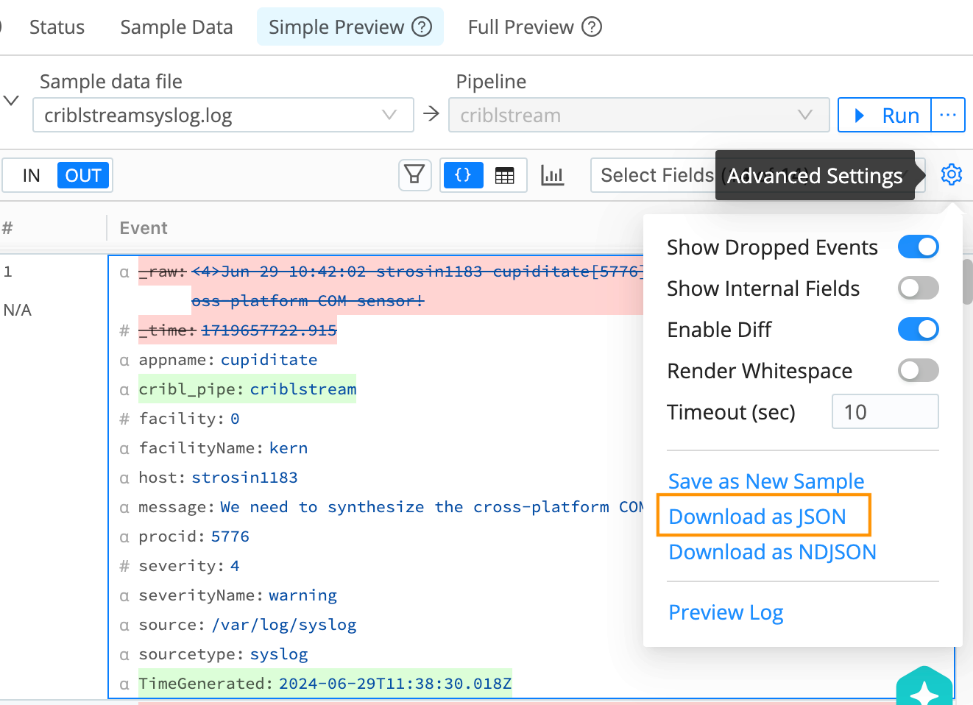 Status Sample Data Simple Preview ? Full Preview ?
Sample data file Pipeline
criblstreamsyslog.log → criblstream Run ...
IN OUT {} Select Fields Advanced Settings
# Event
Show Dropped Events
Show Internal Fields
Enable Diff
Render Whitespace
Timeout (sec) 10
Save as New Sample
Download as JSON
Download as NDJSON
Preview Log
1
N/A
α _raw: <4>Jun 29 10:42:02 strosin1183 cupiditate[5776]
oss-platform COM sensor!
# _time: 1719657722.915
α appname: cupiditate
α cribl_pipe: criblstream
# facility: 0
α facilityName: kern
α host: strosin1183
α message: We need to synthesize the cross-platform COM
α procid: 5776
# severity: 4
α severityName: warning
α source: /var/log/syslog
α sourcetype: syslog
α TimeGenerated: 2024-06-29T11:38:30.018Z